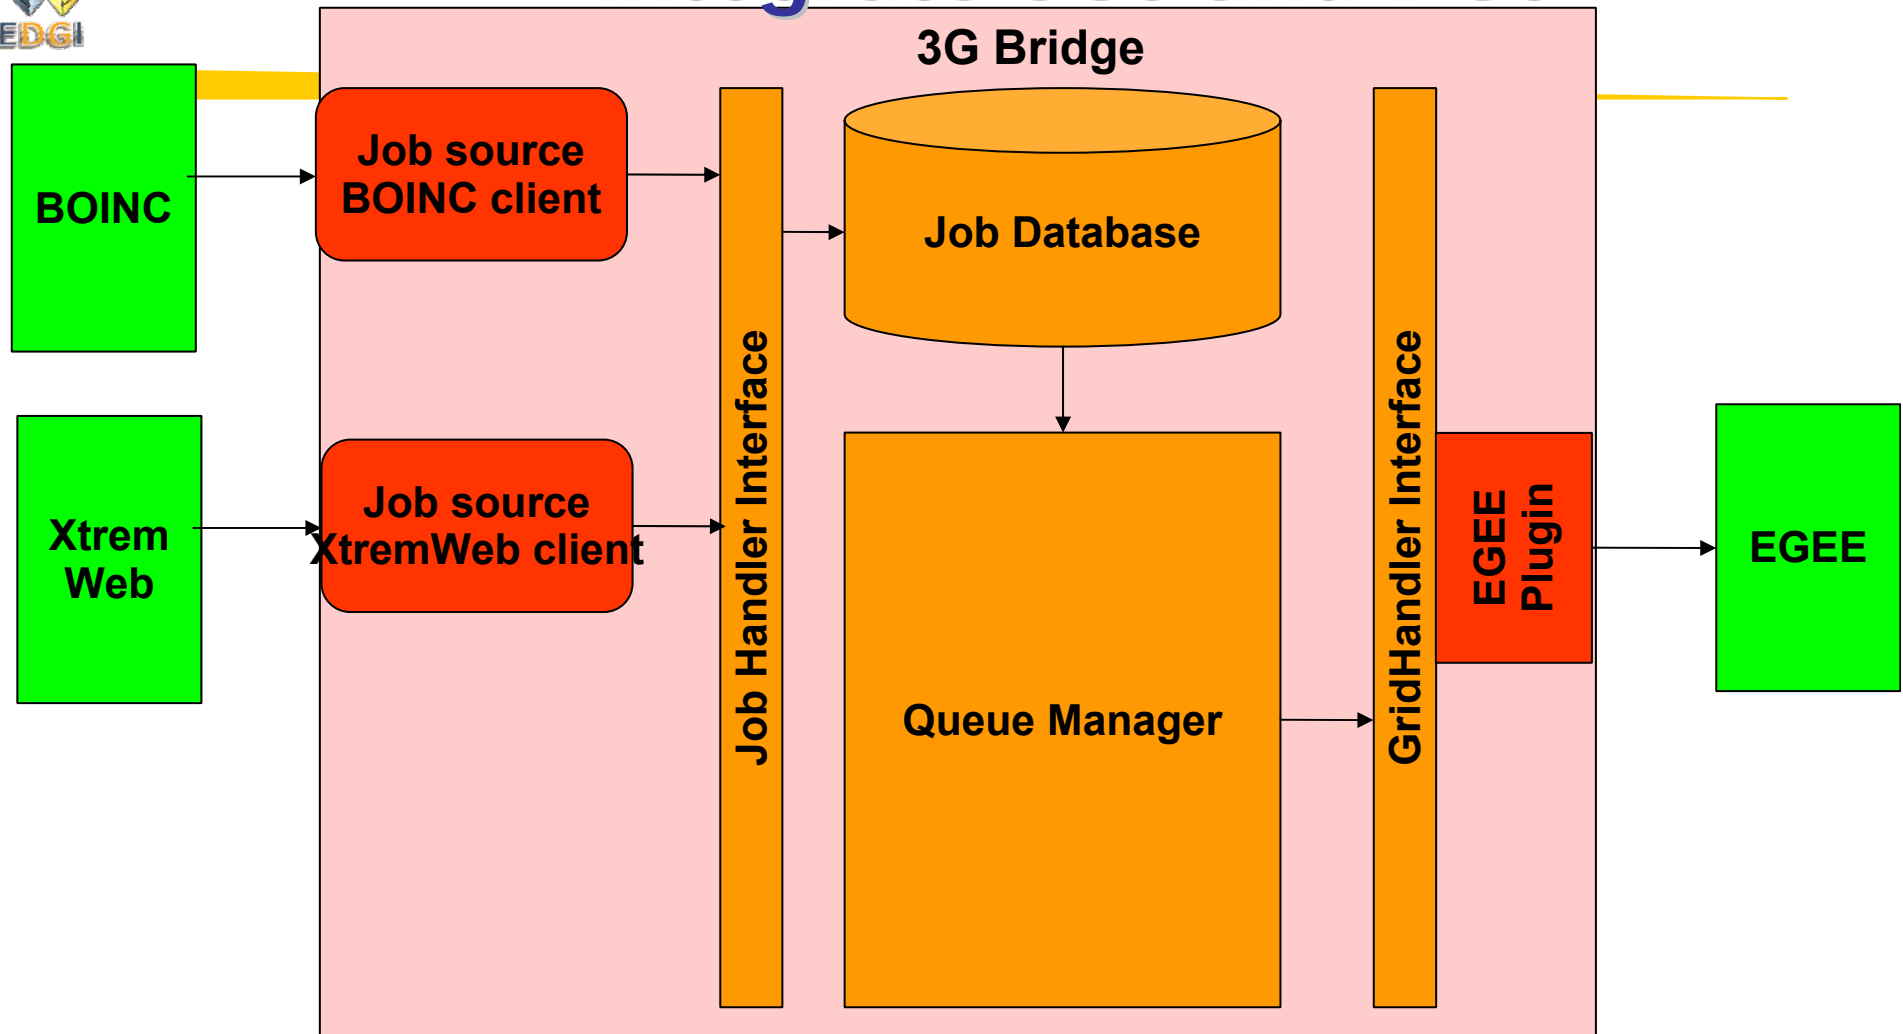 EDGI
3G Bridge
BOINC
Job source
BOINC client
Job Database
Xtrem
Web
Job source
XtremWeb client
Job Handler Interface
Queue Manager
GridHandler Interface
EGEE
Plugin
EGEE